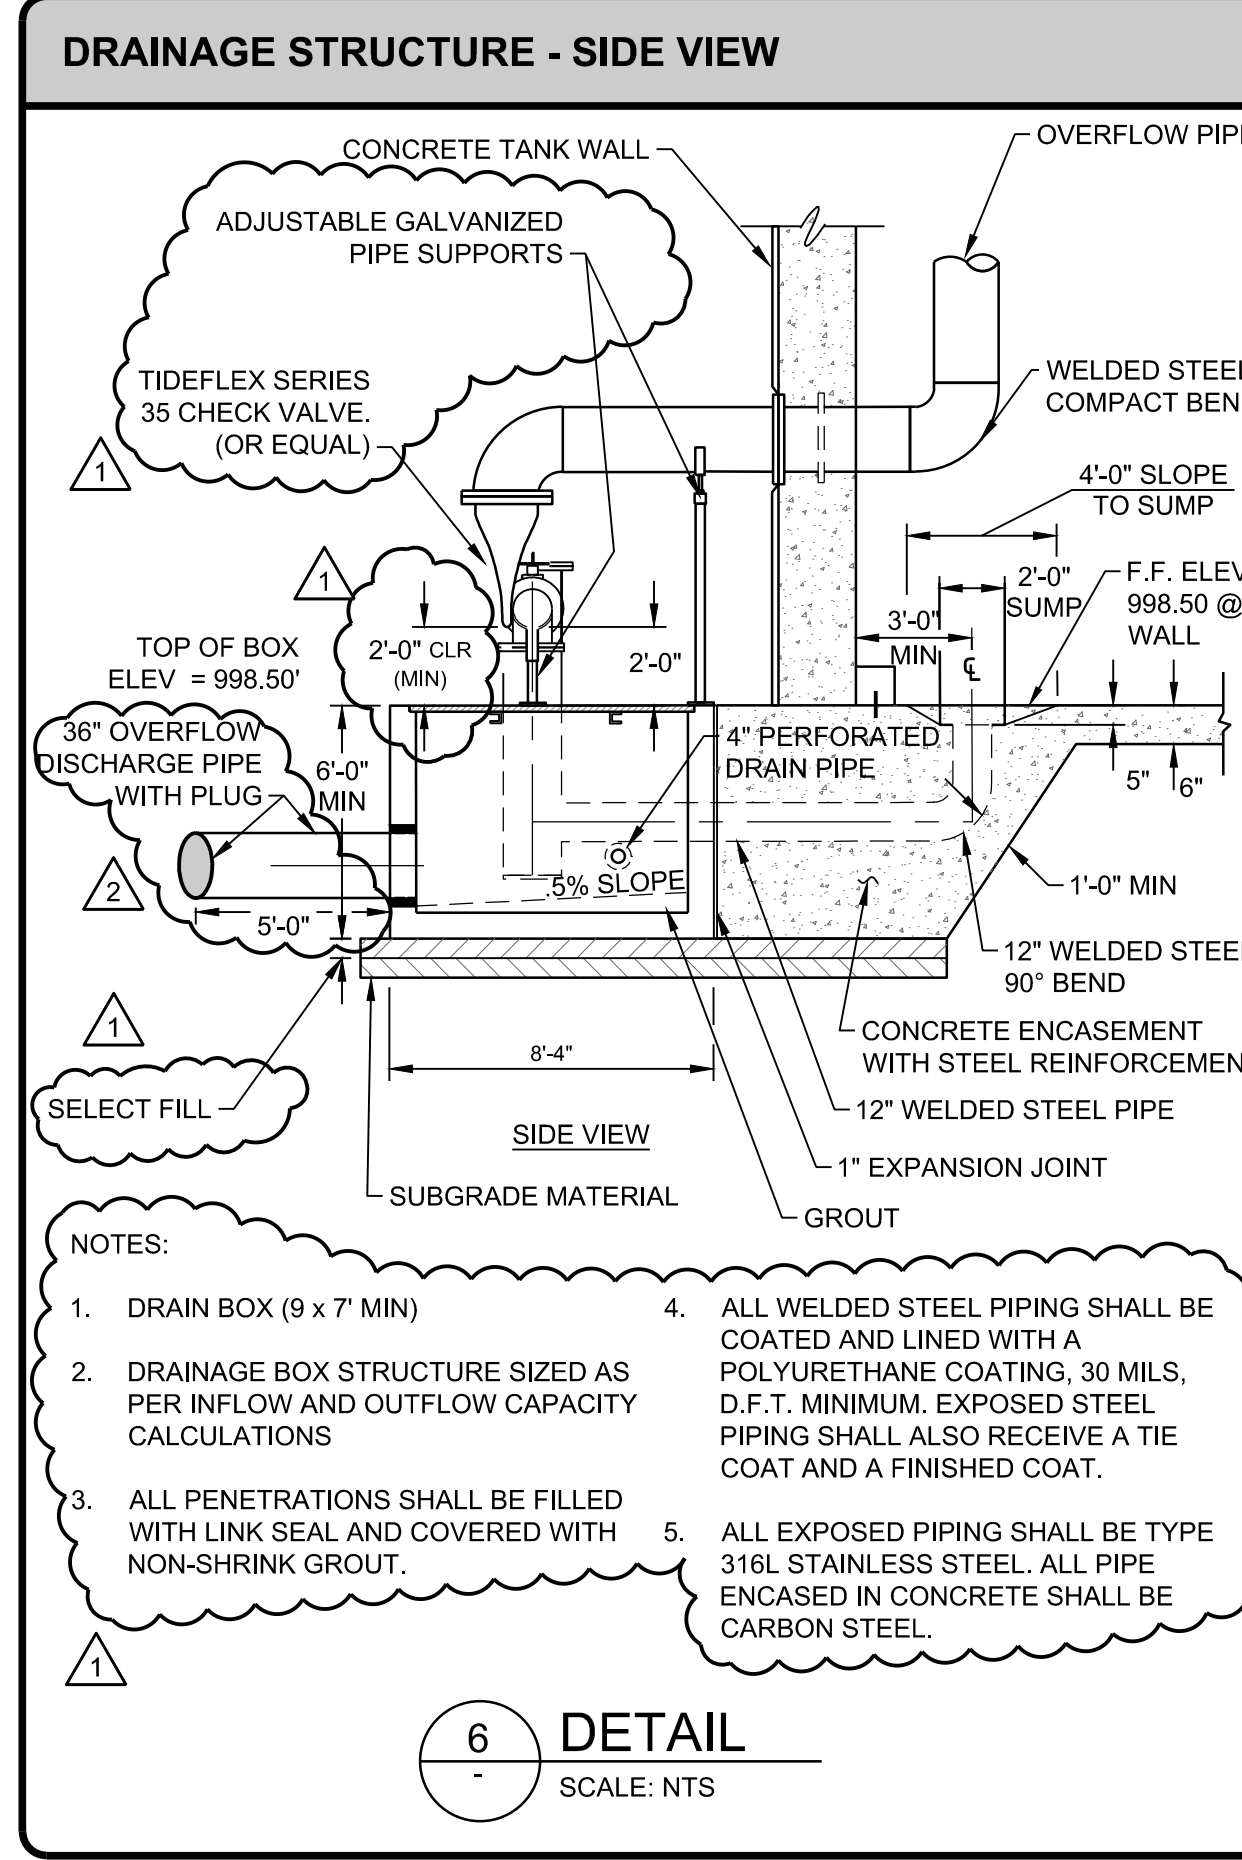 DRAINAGE STRUCTURE - SIDE VIEW
CONCRETE TANK WALL
OVERFLOW PIPE
ADJUSTABLE GALVANIZED
PIPE SUPPORTS
TIDEFLEX SERIES
35 CHECK VALVE.
(OR EQUAL)
1
WELDED STEEL
COMPACT BEN
4'-0" SLOPE
TO SUMP
1
2'-0"
SUMP
F.F. ELEV
998.50 @
WALL
3'-0"
MIN
℄
TOP OF BOX
ELEV = 998.50'
2'-0" CLR
(MIN)
2'-0"
36" OVERFLOW
DISCHARGE PIPE
WITH PLUG
6'-0"
MIN
4" PERFORATED
DRAIN PIPE
5"
6"
2
.5% SLOPE
5'-0"
1'-0" MIN
12" WELDED STEEL
90° BEND
1
CONCRETE ENCASEMENT
WITH STEEL REINFORCEMEN
8'-4"
SELECT FILL
12" WELDED STEEL PIPE
SIDE VIEW
1" EXPANSION JOINT
SUBGRADE MATERIAL
GROUT
NOTES:
1. DRAIN BOX (9 x 7' MIN)
2. DRAINAGE BOX STRUCTURE SIZED AS
PER INFLOW AND OUTFLOW CAPACITY
CALCULATIONS
3. ALL PENETRATIONS SHALL BE FILLED
WITH LINK SEAL AND COVERED WITH
NON-SHRINK GROUT.
4. ALL WELDED STEEL PIPING SHALL BE
COATED AND LINED WITH A
POLYURETHANE COATING, 30 MILS,
D.F.T. MINIMUM. EXPOSED STEEL
PIPING SHALL ALSO RECEIVE A TIE
COAT AND A FINISHED COAT.
5. ALL EXPOSED PIPING SHALL BE TYPE
316L STAINLESS STEEL. ALL PIPE
ENCASED IN CONCRETE SHALL BE
CARBON STEEL.
1
6
-
DETAIL
SCALE: NTS